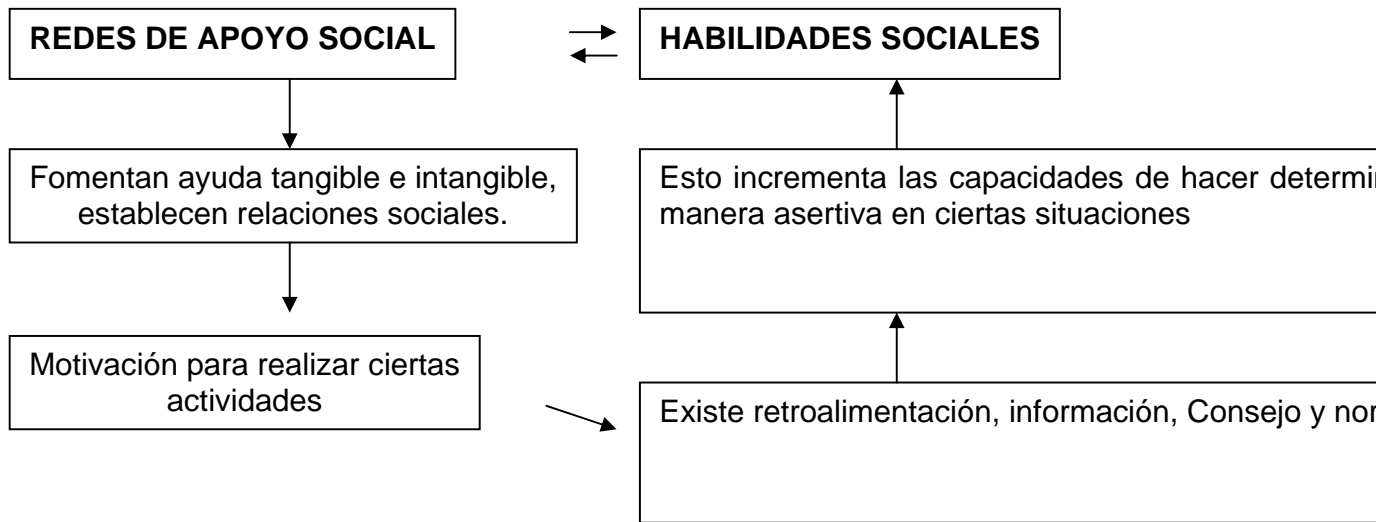 REDES DE APOYO SOCIAL
HABILIDADES SOCIALES
Fomentan ayuda tangible e intangible,
establecen relaciones sociales.
Esto incrementa las capacidades de hacer
manera asertiva en ciertas situaciones
Motivación para realizar ciertas
actividades
Existe retroalimentación, información, Consejo y